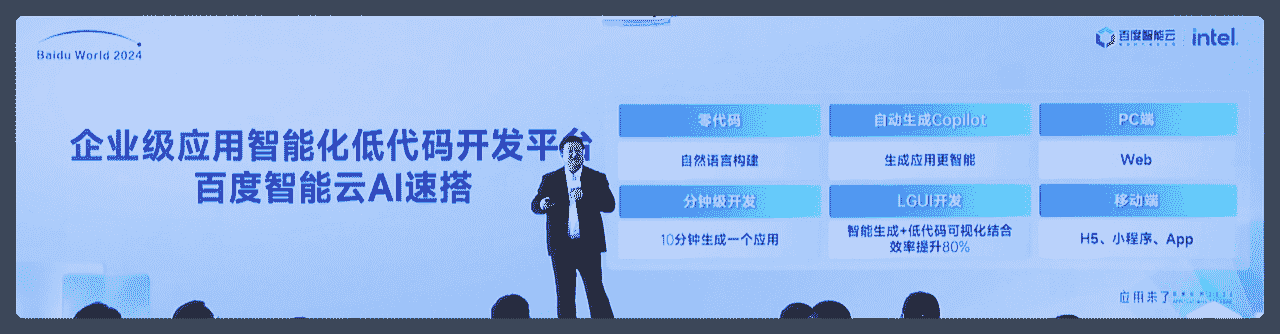 Baidu World 2024
百度智能云
intel.
企业级应用智能化低代码开发平台
百度智能云AI速搭
零代码
自动生成Copilot
PC端
自然语言构建
生成应用更智能
Web
分钟级开发
LGUI开发
移动端
10分钟生成一个应用
智能生成+低代码可视化结合
效率提升80%
H5、小程序、App
应用来了